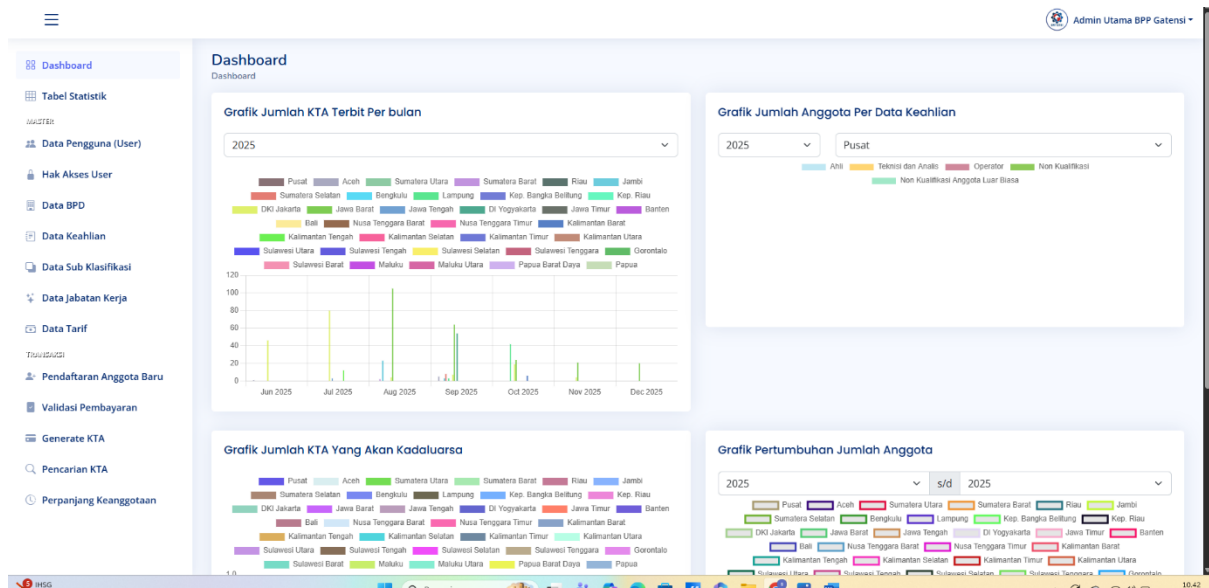 Admin Utama BPP Gatensi
Dashboard
Tabel Statistik
MASTER
Data Pengguna (User)
Hak Akses User
Data BPD
Data Keahlian
Data Sub Klasifikasi
Data Jabatan Kerja
Data Tarif
TRANSAKSI
Pendaftaran Anggota Baru
Validasi Pembayaran
Generate KTA
Pencarian KTA
Perpanjang Keanggotaan
Dashboard
Dashboard
Grafik Jumlah KTA Terbit Per bulan
2025
Pusat Aceh Sumatera Utara Sumatera Barat Riau Jambi
Sumatera Selatan Bengkulu Lampung Kep. Bangka Belitung Kep. Riau
DKI Jakarta Jawa Barat Jawa Tengah DI Yogyakarta Jawa Timur Banten
Bali Nusa Tenggara Barat Nusa Tenggara Timur Kalimantan Barat
Kalimantan Tengah Kalimantan Selatan Kalimantan Timur Kalimantan Utara
Sulawesi Utara Sulawesi Tengah Sulawesi Selatan Sulawesi Tenggara Gorontalo
Sulawesi Barat Maluku Maluku Utara Papua Barat Daya Papua
120
100
80
60
40
20
0
Jun 2025 Jul 2025 Aug 2025 Sep 2025 Oct 2025 Nov 2025 Dec 2025
Grafik Jumlah Anggota Per Data Keahlian
2025 Pusat
Ahli Teknisi dan Analis Operator Non Kualifikasi
Non Kualifikasi Anggota Luar Biasa
Grafik Jumlah KTA Yang Akan Kadaluarsa
Pusat Aceh Sumatera Utara Sumatera Barat Riau Jambi
Sumatera Selatan Bengkulu Lampung Kep. Bangka Belitung Kep. Riau
DKI Jakarta Jawa Barat Jawa Tengah DI Yogyakarta Jawa Timur Banten
Bali Nusa Tenggara Barat Nusa Tenggara Timur Kalimantan Barat
Kalimantan Tengah Kalimantan Selatan Kalimantan Timur Kalimantan Utara
Sulawesi Utara Sulawesi Tengah Sulawesi Selatan Sulawesi Tenggara Gorontalo
Sulawesi Barat Maluku Maluku Utara Papua Barat Daya Papua
1.0
Grafik Pertumbuhan Jumlah Anggota
2025 s/d 2025
Pusat Aceh Sumatera Utara Sumatera Barat Riau Jambi
Sumatera Selatan Bengkulu Lampung Kep. Bangka Belitung Kep. Riau
DKI Jakarta Jawa Barat Jawa Tengah DI Yogyakarta Jawa Timur Banten
Bali Nusa Tenggara Barat Nusa Tenggara Timur Kalimantan Barat
Kalimantan Tengah Kalimantan Selatan Kalimantan Timur Kalimantan Utara
Sulawesi Utara Sulawesi Tengah Sulawesi Selatan Sulawesi Tenggara Gorontalo
IHSG
10.42